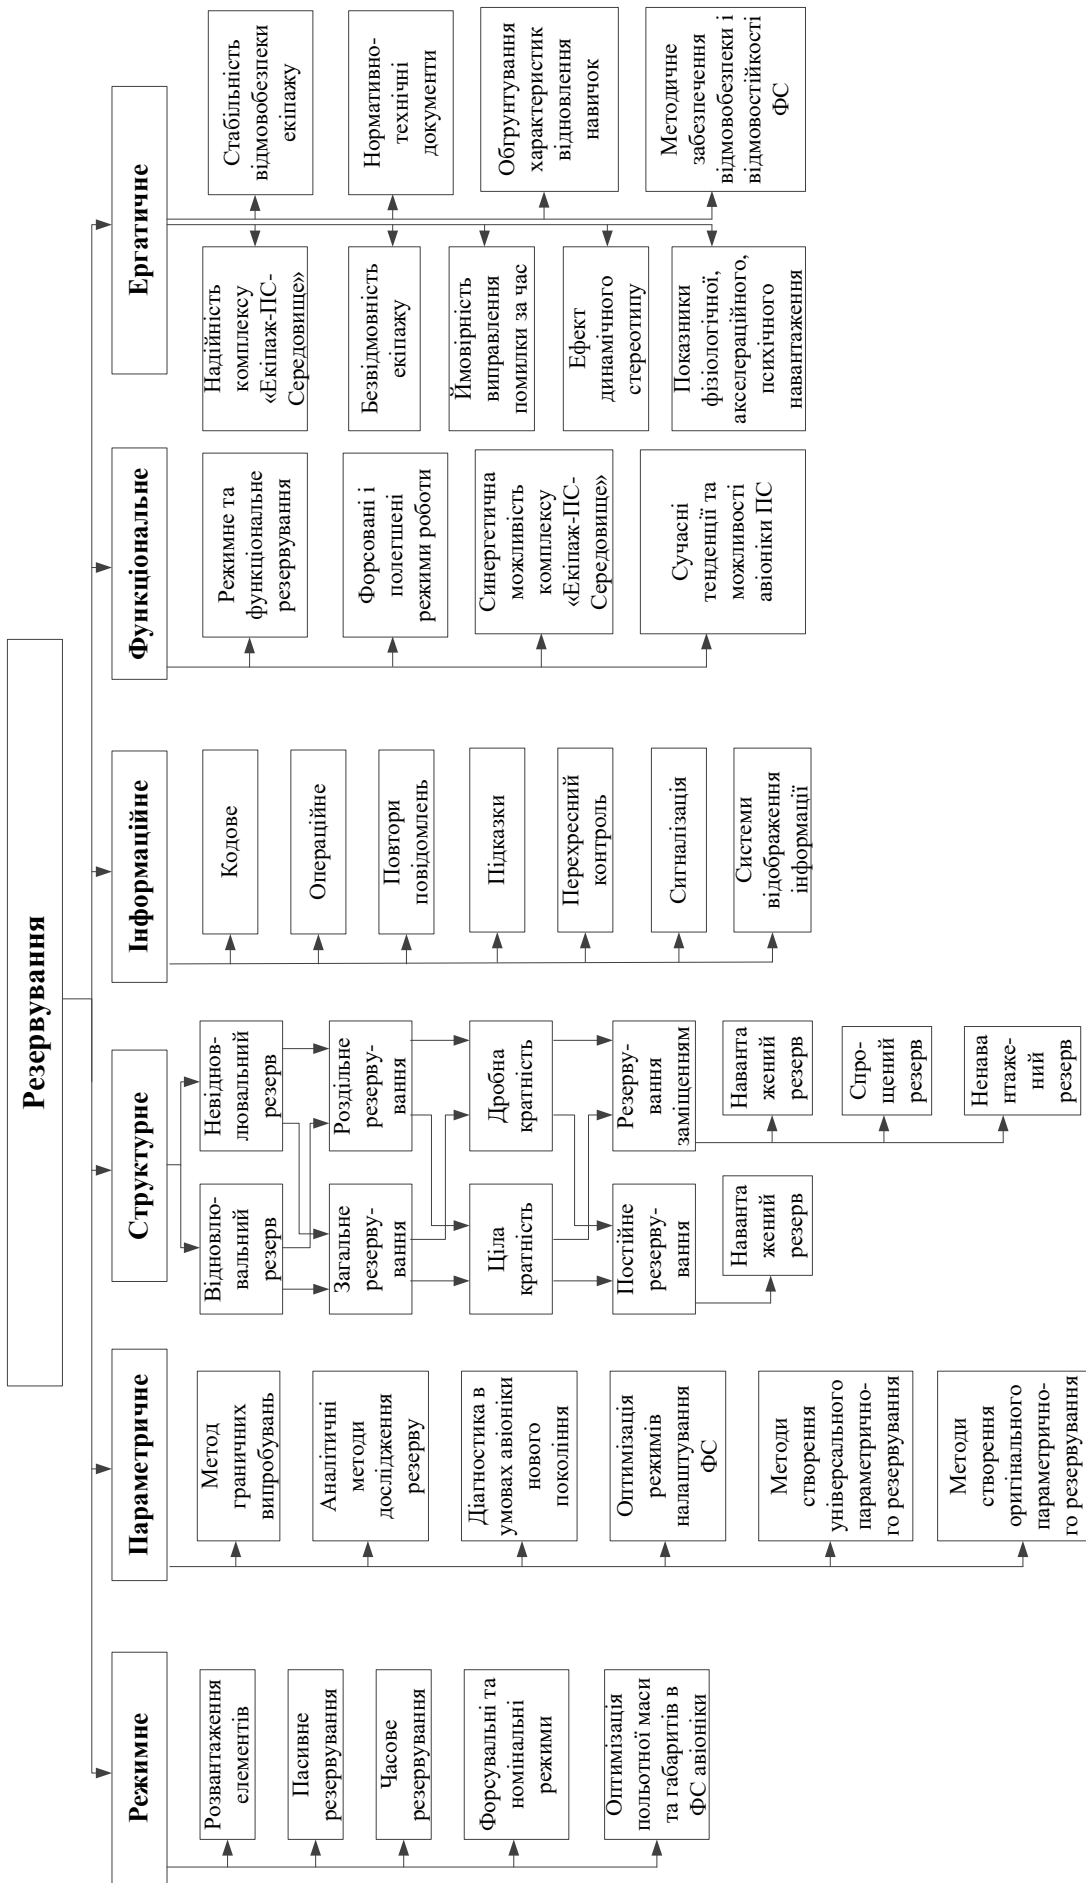 Резервування
Режимне
Розвантаження
елементів
Пасивне
резервування
Часове
резервування
Форсувальні та
номінальні
режими
Оптимізація
польотної маси
та габаритів в
ФС авіоніки
Параметричне
Метод
граничних
випробувань
Аналітичні
методи
дослідження
резерву
Діагностика в
умовах авіоніки
нового
покоління
Оптимізація
режимів
налаштування
ФС
Методи
створення
універсального
параметрично-
го резервування
Методи
створення
оригінального
параметрично-
го резервування
Структурне
Відновлю-
вальний
резерв
Невіднов-
лювальний
резерв
Загальне
резерву-
вання
Роздільне
резерву-
вання
Ціла
кратність
Дробна
кратність
Постійне
резерву-
вання
Резерву-
вання
заміщенням
Наванта
жений
резерв
Наванта
жений
резерв
Спро-
щений
резерв
Ненава
нтаже-
ний
резерв
Інформаційне
Кодове
Операційне
Повтори
повідомлень
Підказки
Перехресний
контроль
Сигналізація
Системи
відображення
інформації
Функціональне
Режимне та
функціональне
резервування
Форсовані і
полегшені
режими роботи
Синергетична
можливість
комплексу
«Екіпаж-ПС-
Середовище»
Сучасні
тенденції та
можливості
авіоніки ПС
Ергатичне
Надійність
комплексу
«Екіпаж-ПС-
Середовище»
Безвідмовність
екіпажу
Ймовірність
виправлення
помилки за час
Ефект
динамічного
стереотипу
Показники
фізіологічної,
акселераційного,
психічного
навантаження
Стабільність
відмовобезпеки
екіпажу
Нормативно-
технічні
документи
Обгрунтування
характеристик
відновлення
навичок
Методичне
забезпечення
відмовобезпеки і
відмовостійкості
ФС